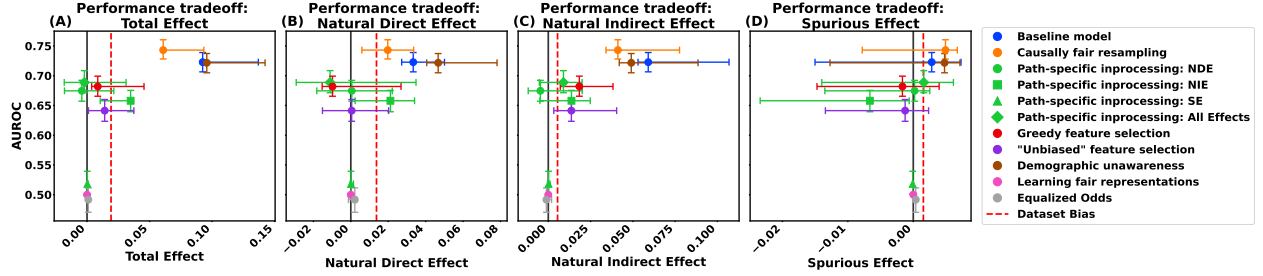 Performance tradeoff:
Total Effect
(A)
AUROC
0.75
0.70
0.65
0.60
0.55
0.50
0.00
0.05
0.10
0.15
Total Effect
Performance tradeoff:
Natural Direct Effect
(B)
−0.02
0.00
0.02
0.04
0.06
0.08
Natural Direct Effect
Performance tradeoff:
Natural Indirect Effect
(C)
0.000
0.025
0.050
0.075
0.100
Natural Indirect Effect
Performance tradeoff:
Spurious Effect
(D)
−0.02
−0.01
0.00
Spurious Effect
Baseline model
Causally fair resampling
Path-specific inprocessing: NDE
Path-specific inprocessing: NIE
Path-specific inprocessing: SE
Path-specific inprocessing: All Effects
Greedy feature selection
"Unbiased" feature selection
Demographic unawareness
Learning fair representations
Equalized Odds
Dataset Bias